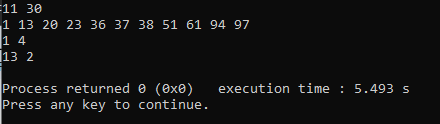 11 30
1 13 20 23 36 37 38 51 61 94 97
1 4
13 2
Process returned 0 (0x0)   execution time : 5.493 s
Press any key to continue.